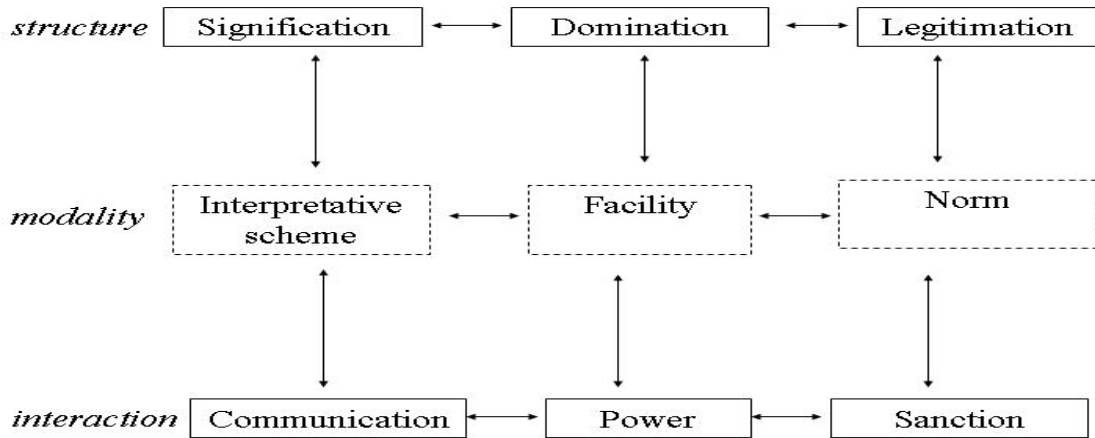 structure Signification Domination Legitimation
modality Interpretative scheme Facility Norm
interaction Communication Power Sanction